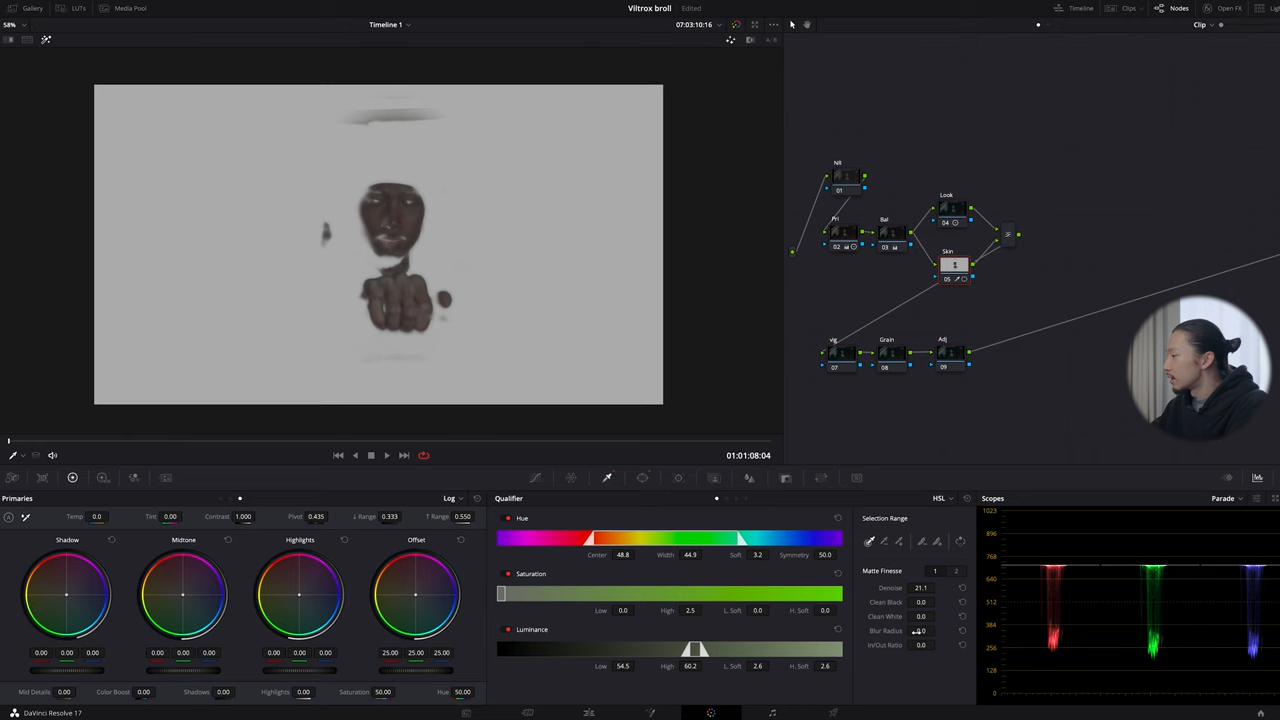 Gallery LUTs Media Pool Viltrox broll Edited Timeline Clips Nodes Open FX
58% Timeline 1 07:03:10:16 Clip
A/B
NR
01
Look
04
Pri Bal
02 03
Skin
05
vig Grain Adj
07 08 09
01:01:08:04
Primaries Log Qualifier HSL Scopes Parade
Temp 0.0 Tint 0.00 Contrast 1.000 Pivot 0.435 ↓ Range 0.333 ↑ Range 0.550
Shadow Midtone Highlights Offset
0.00 0.00 0.00 0.00 0.00 0.00 0.00 0.00 0.00 25.00 25.00 25.00
Mid Details 0.00 Color Boost 0.00 Shadows 0.00 Highlights 0.00 Saturation 50.00 Hue 50.00
Hue
Center 48.8 Width 44.9 Soft 3.2 Symmetry 50.0
Saturation
Low 0.0 High 2.5 L. Soft 0.0 H. Soft 0.0
Luminance
Low 54.5 High 60.2 L. Soft 2.6 H. Soft 2.6
Selection Range
Matte Finesse 1 2
Denoise 21.1
Clean Black 0.0
Clean White 0.0
Blur Radius
In/Out Ratio 0.0
1023
896
768
640
512
384
256
128
0
DaVinci Resolve 17